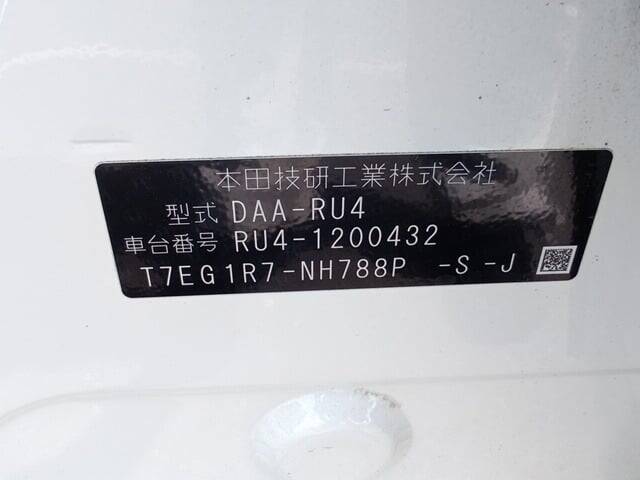 本田技研工業株式会社
型式 DAA-RU4
車台番号 RU4-1200432
T7EG1R7-NH788P -S-J